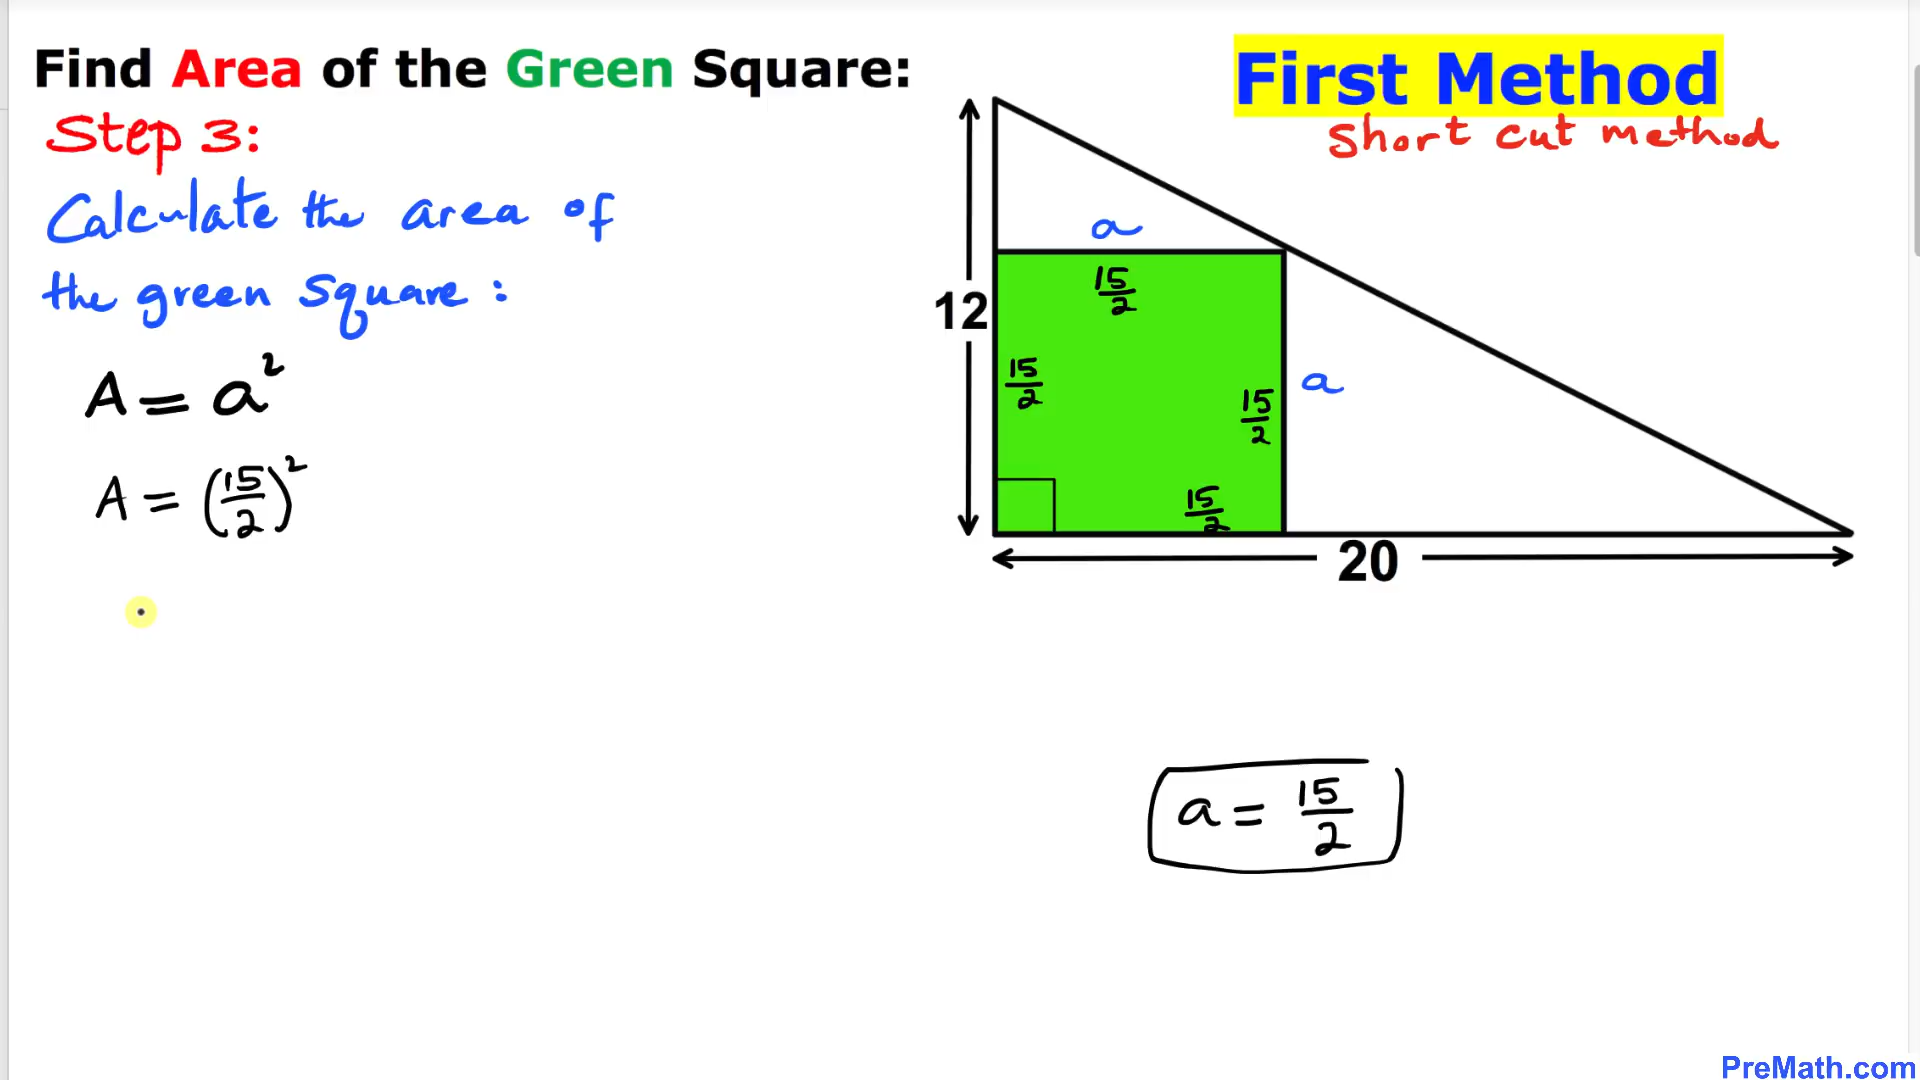 Find Area of the Green Square:
First Method
Short cut method
Step 3:
Calculate the area of
the green square:
A = a²
A = (15/2)²
12
a
15/2
15/2
15/2
a
15/2
20
a = 15/2
PreMath.com